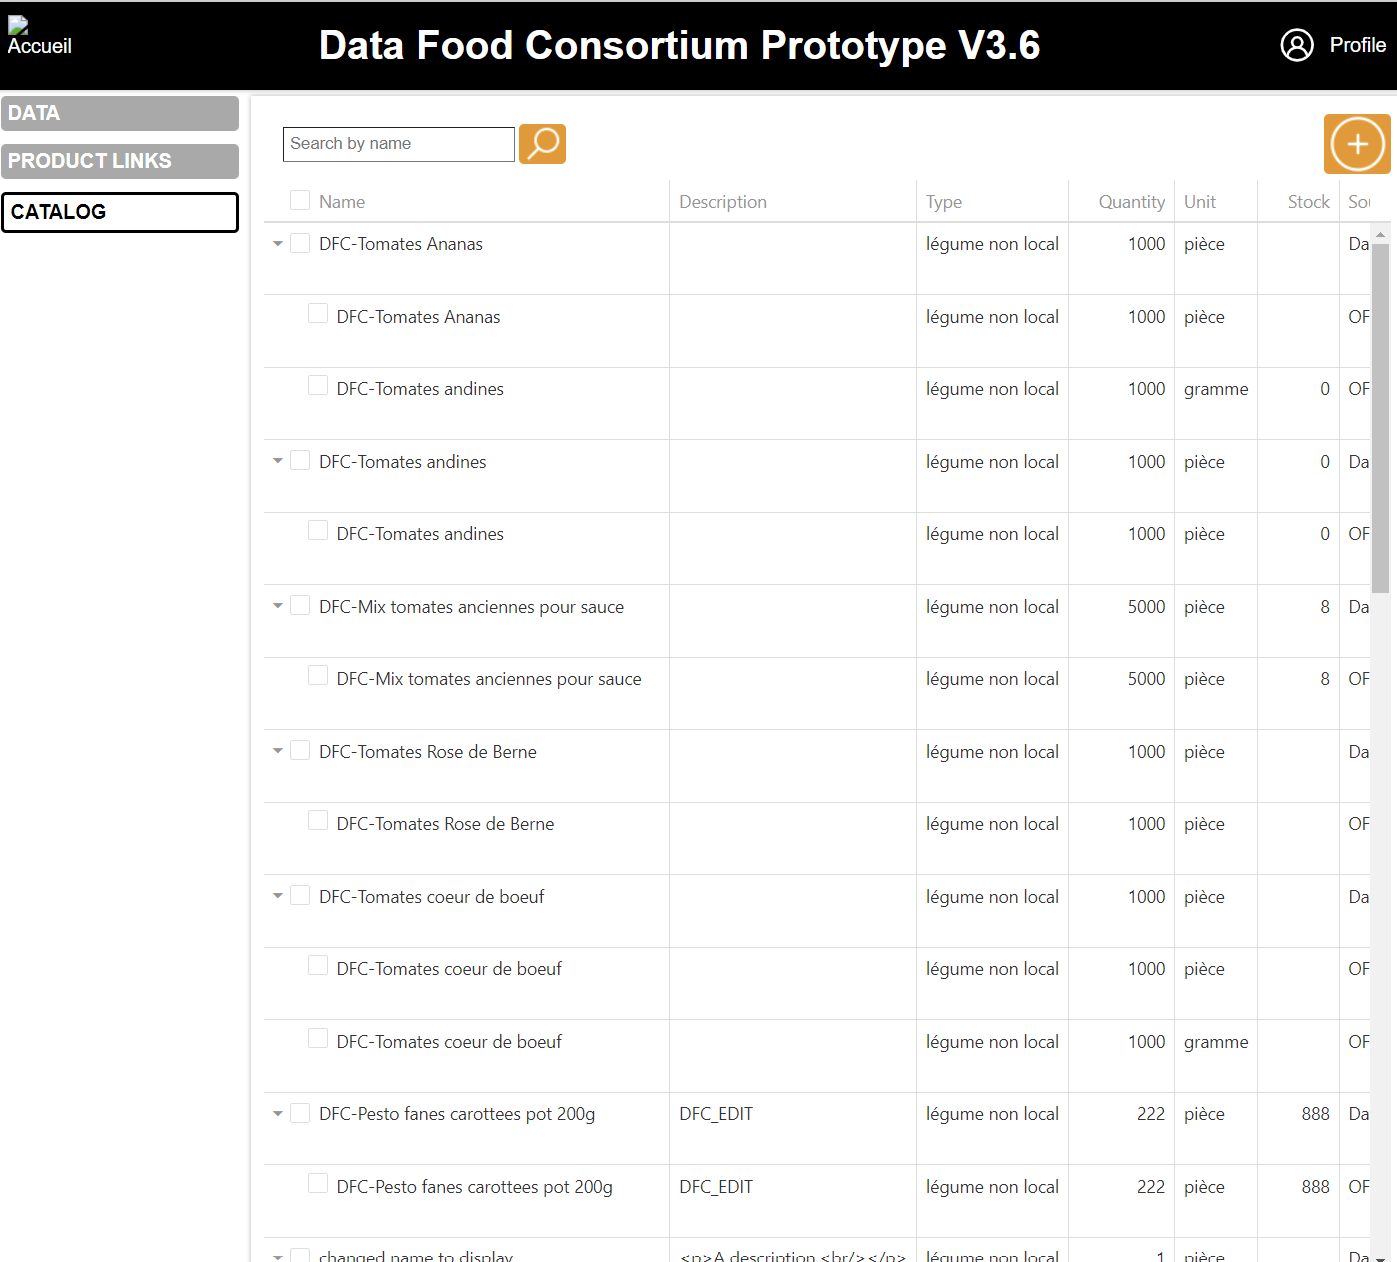 Accueil
Data Food Consortium Prototype V3.6
Profile
DATA
PRODUCT LINKS
CATALOG
Search by name
Name Description Type Quantity Unit Stock Sou
DFC-Tomates Ananas légume non local 1000 pièce Da
DFC-Tomates Ananas légume non local 1000 pièce OF
DFC-Tomates andines légume non local 1000 gramme 0 OF
DFC-Tomates andines légume non local 1000 pièce 0 Da
DFC-Tomates andines légume non local 1000 pièce 0 OF
DFC-Mix tomates anciennes pour sauce légume non local 5000 pièce 8 Da
DFC-Mix tomates anciennes pour sauce légume non local 5000 pièce 8 OF
DFC-Tomates Rose de Berne légume non local 1000 pièce Da
DFC-Tomates Rose de Berne légume non local 1000 pièce OF
DFC-Tomates coeur de boeuf légume non local 1000 pièce Da
DFC-Tomates coeur de boeuf légume non local 1000 pièce OF
DFC-Tomates coeur de boeuf légume non local 1000 gramme OF
DFC-Pesto fanes carottees pot 200g DFC_EDIT légume non local 222 pièce 888 Da
DFC-Pesto fanes carottees pot 200g DFC_EDIT légume non local 222 pièce 888 OF
changed name to display <p>A description <br/></p> légume non local 1 pièce Da